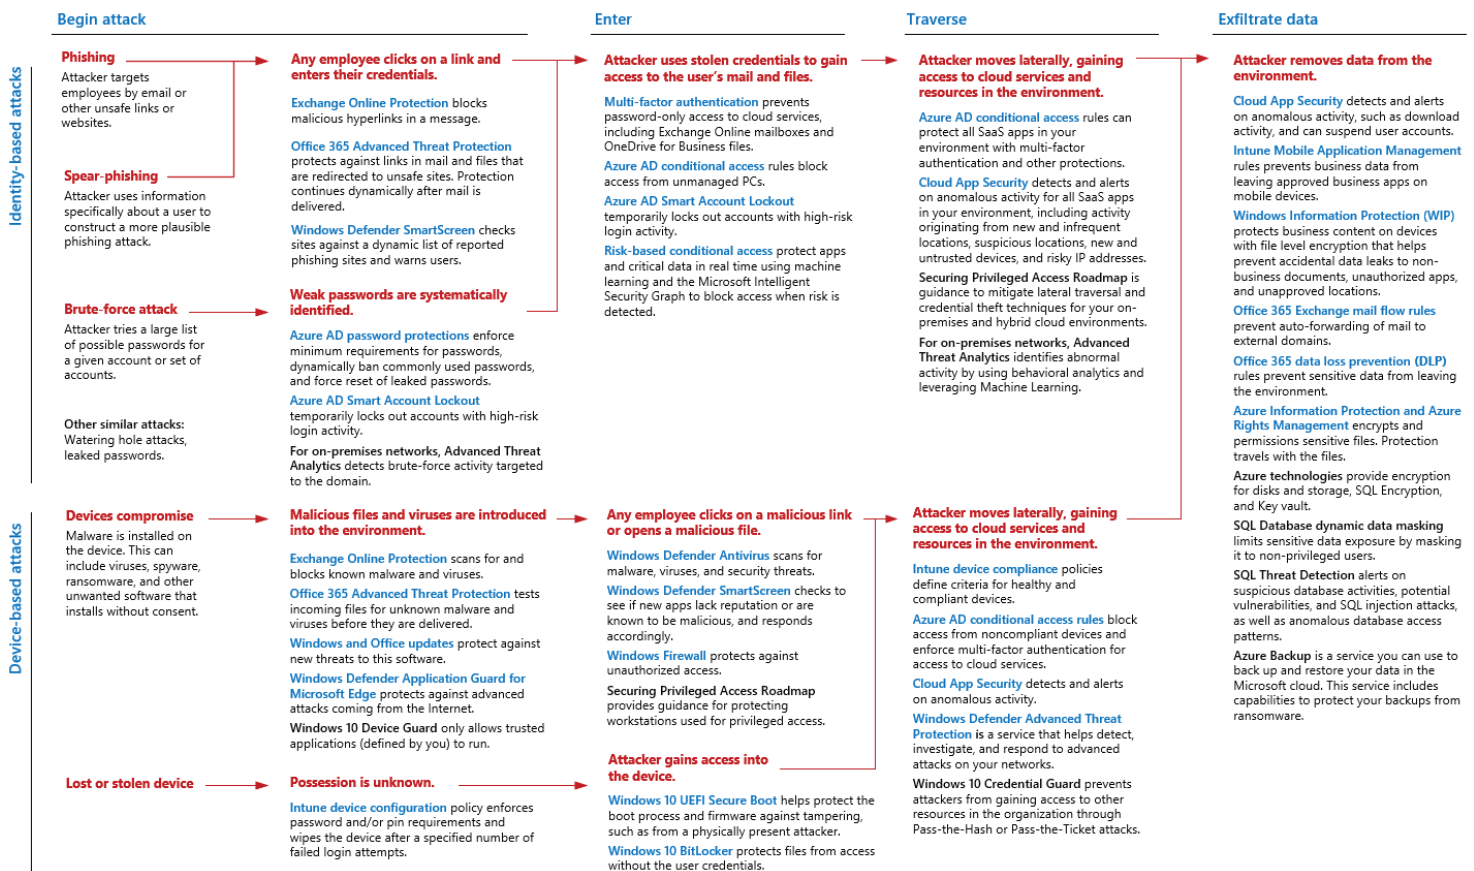 Begin attack
Enter
Traverse
Exfiltrate data
Identity-based attacks
Phishing
Attacker targets
employees by email or
other unsafe links or
websites.
Spear-phishing
Attacker uses information
specifically about a user to
construct a more plausible
phishing attack.
Brute-force attack
Attacker tries a large list
of possible passwords for
a given account or set of
accounts.
Other similar attacks:
Watering hole attacks,
leaked passwords.
Any employee clicks on a link and
enters their credentials.
Exchange Online Protection blocks
malicious hyperlinks in a message.
Office 365 Advanced Threat Protection
protects against links in mail and files that
are redirected to unsafe sites. Protection
continues dynamically after mail is
delivered.
Windows Defender SmartScreen checks
sites against a dynamic list of reported
phishing sites and warns users.
Weak passwords are systematically
identified.
Azure AD password protections enforce
minimum requirements for passwords,
dynamically ban commonly used passwords,
and force reset of leaked passwords.
Azure AD Smart Account Lockout
temporarily locks out accounts with high-risk
login activity.
For on-premises networks, Advanced Threat
Analytics detects brute-force activity targeted
to the domain.
Attacker uses stolen credentials to gain
access to the user's mail and files.
Multi-factor authentication prevents
password-only access to cloud services,
including Exchange Online mailboxes and
OneDrive for Business files.
Azure AD conditional access rules block
access from unmanaged PCs.
Azure AD Smart Account Lockout
temporarily locks out accounts with high-risk
login activity.
Risk-based conditional access protect apps
and critical data in real time using machine
learning and the Microsoft Intelligent
Security Graph to block access when risk is
detected.
Attacker moves laterally, gaining
access to cloud services and
resources in the environment.
Azure AD conditional access rules can
protect all SaaS apps in your
environment with multi-factor
authentication and other protections.
Cloud App Security detects and alerts
on anomalous activity for all SaaS apps
in your environment, including activity
originating from new and infrequent
locations, suspicious locations, new and
untrusted devices, and risky IP addresses.
Securing Privileged Access Roadmap is
guidance to mitigate lateral traversal and
credential theft techniques for your on-
premises and hybrid cloud environments.
For on-premises networks, Advanced
Threat Analytics identifies abnormal
activity by using behavioral analytics and
leveraging Machine Learning.
Attacker removes data from the
environment.
Cloud App Security detects and alerts
on anomalous activity, such as download
activity, and can suspend user accounts.
Intune Mobile Application Management
rules prevents business data from
leaving approved business apps on
mobile devices.
Windows Information Protection (WIP)
protects business content on devices
with file level encryption that helps
prevent accidental data leaks to non-
business documents, unauthorized apps,
and unapproved locations.
Office 365 Exchange mail flow rules
prevent auto-forwarding of mail to
external domains.
Office 365 data loss prevention (DLP)
rules prevent sensitive data from leaving
the environment.
Azure Information Protection and Azure
Rights Management encrypts and
permissions sensitive files. Protection
travels with the files.
Azure technologies provide encryption
for disks and storage, SQL Encryption,
and Key vault.
SQL Database dynamic data masking
limits sensitive data exposure by masking
it to non-privileged users.
SQL Threat Detection alerts on
suspicious database activities, potential
vulnerabilities, and SQL injection attacks,
as well as anomalous database access
patterns.
Azure Backup is a service you can use to
back up and restore your data in the
Microsoft cloud. This service includes
capabilities to protect your backups from
ransomware.
Device-based attacks
Devices compromise
Malware is installed on
the device. This can
include viruses, spyware,
ransomware, and other
unwanted software that
installs without consent.
Lost or stolen device
Malicious files and viruses are introduced
into the environment.
Exchange Online Protection scans for and
blocks known malware and viruses.
Office 365 Advanced Threat Protection tests
incoming files for unknown malware and
viruses before they are delivered.
Windows and Office updates protect against
new threats to this software.
Windows Defender Application Guard for
Microsoft Edge protects against advanced
attacks coming from the Internet.
Windows 10 Device Guard only allows trusted
applications (defined by you) to run.
Possession is unknown.
Intune device configuration policy enforces
password and/or pin requirements and
wipes the device after a specified number of
failed login attempts.
Any employee clicks on a malicious link
or opens a malicious file.
Windows Defender Antivirus scans for
malware, viruses, and security threats.
Windows Defender SmartScreen checks to
see if new apps lack reputation or are
known to be malicious, and responds
accordingly.
Windows Firewall protects against
unauthorized access.
Securing Privileged Access Roadmap
provides guidance for protecting
workstations used for privileged access.
Attacker gains access into
the device.
Windows 10 UEFI Secure Boot helps protect the
boot process and firmware against tampering,
such as from a physically present attacker.
Windows 10 BitLocker protects files from access
without the user credentials.
Attacker moves laterally, gaining
access to cloud services and
resources in the environment.
Intune device compliance policies
define criteria for healthy and
compliant devices.
Azure AD conditional access rules block
access from noncompliant devices and
enforce multi-factor authentication for
access to cloud services.
Cloud App Security detects and alerts
on anomalous activity.
Windows Defender Advanced Threat
Protection is a service that helps detect,
investigate, and respond to advanced
attacks on your networks.
Windows 10 Credential Guard prevents
attackers from gaining access to other
resources in the organization through
Pass-the-Hash or Pass-the-Ticket attacks.